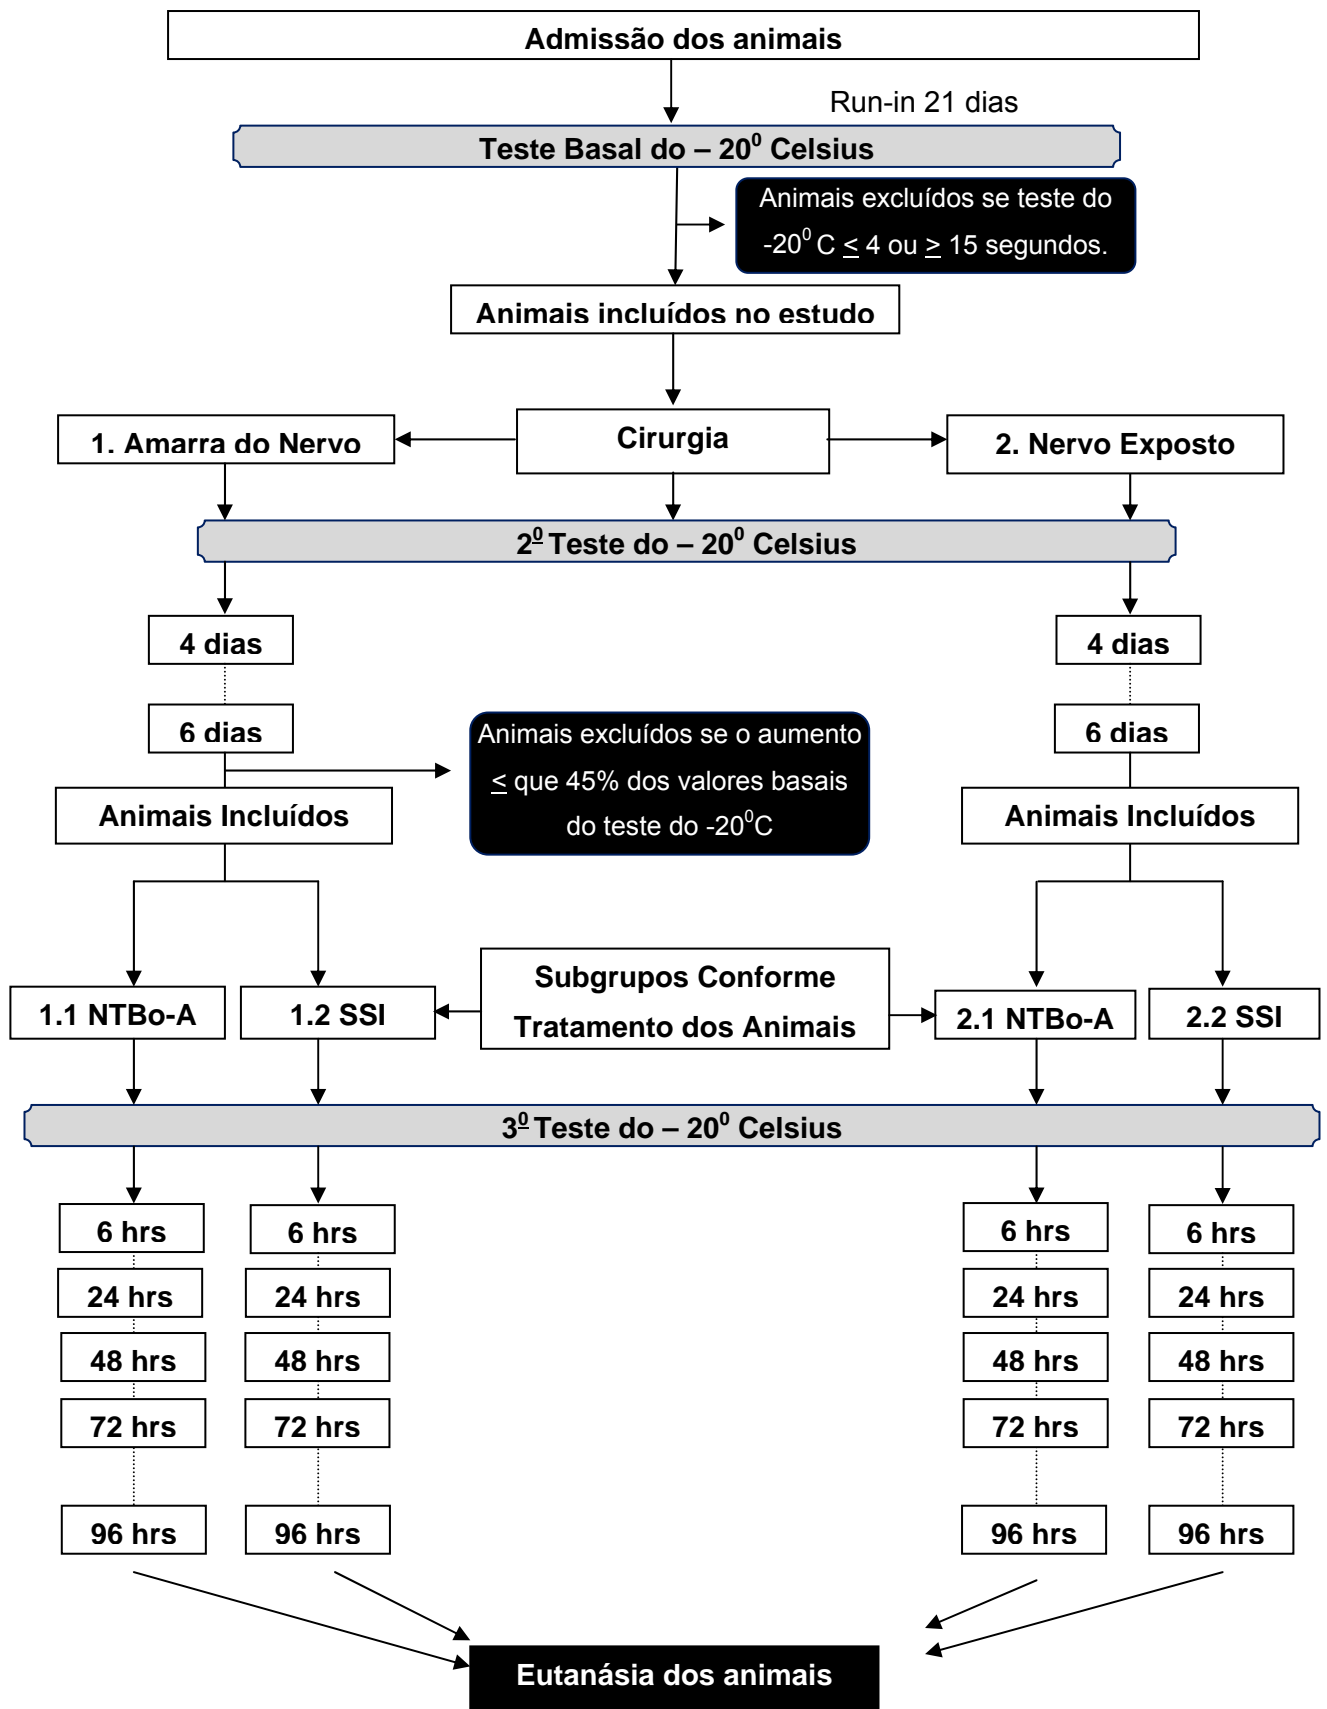 Admissão dos animais
Run-in 21 dias
Teste Basal do – 20⁰ Celsius
Animais excluídos se teste do
-20⁰ C ≤ 4 ou ≥ 15 segundos.
Animais incluídos no estudo
1. Amarra do Nervo
Cirurgia
2. Nervo Exposto
2º Teste do – 20⁰ Celsius
4 dias
4 dias
6 dias
6 dias
Animais excluídos se o aumento
≤ que 45% dos valores basais
do teste do -20⁰C
Animais Incluídos
Animais Incluídos
Subgrupos Conforme
Tratamento dos Animais
1.1 NTBo-A
1.2 SSI
2.1 NTBo-A
2.2 SSI
3º Teste do – 20⁰ Celsius
6 hrs
6 hrs
6 hrs
6 hrs
24 hrs
24 hrs
24 hrs
24 hrs
48 hrs
48 hrs
48 hrs
48 hrs
72 hrs
72 hrs
72 hrs
72 hrs
96 hrs
96 hrs
96 hrs
96 hrs
Eutanásia dos animais